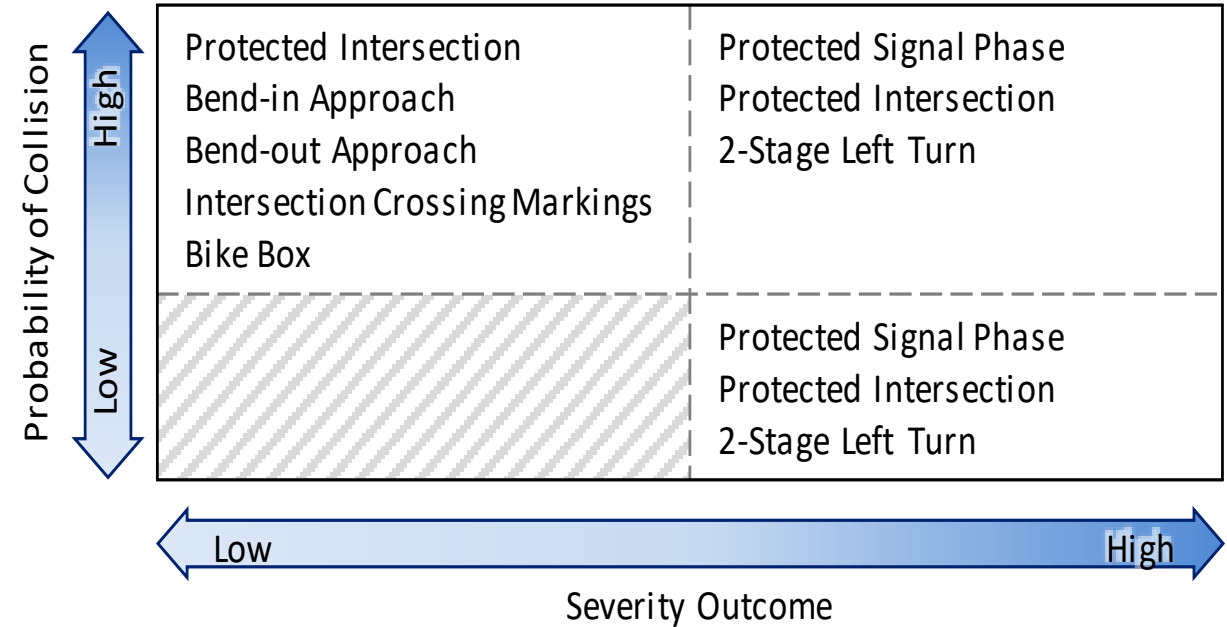 Probability of Collision
High
Low
Protected Intersection
Bend-in Approach
Bend-out Approach
Intersection Crossing Markings
Bike Box
Protected Signal Phase
Protected Intersection
2-Stage Left Turn
Protected Signal Phase
Protected Intersection
2-Stage Left Turn
Low
High
Severity Outcome